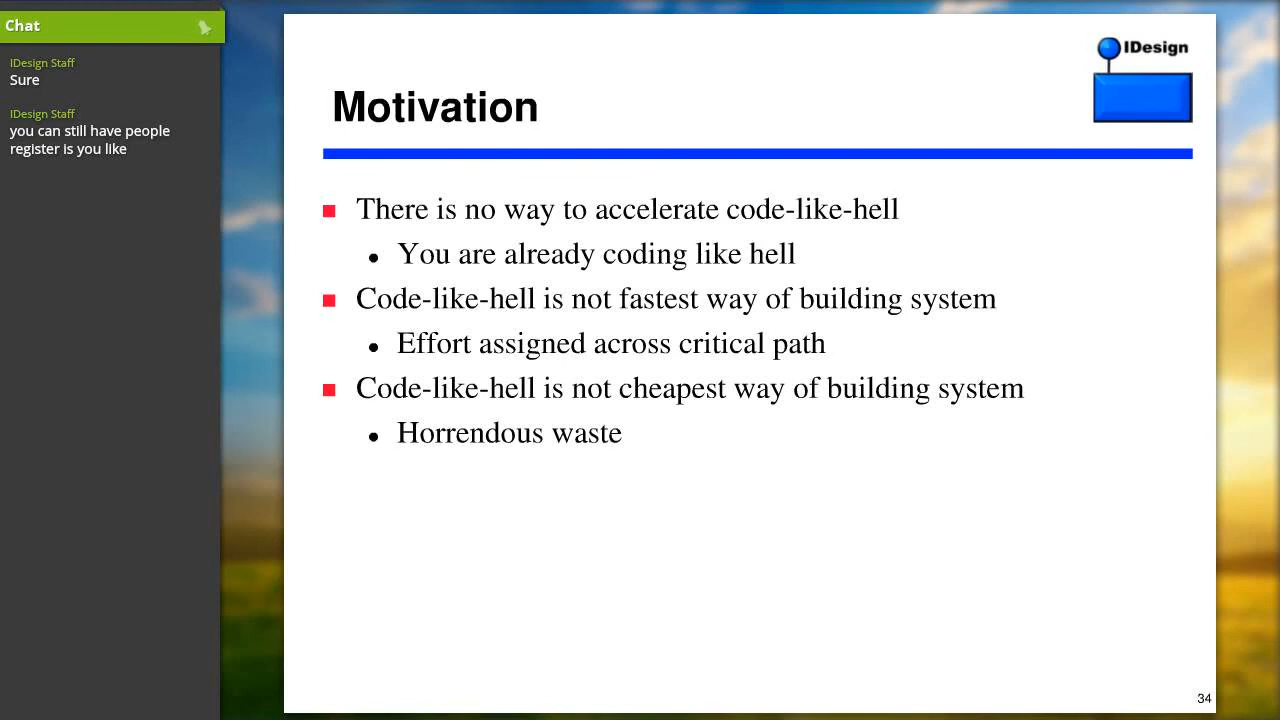 Chat
IDesign Staff
Sure
IDesign Staff
you can still have people
register is you like
IDesign
Motivation
There is no way to accelerate code-like-hell
You are already coding like hell
Code-like-hell is not fastest way of building system
Effort assigned across critical path
Code-like-hell is not cheapest way of building system
Horrendous waste
34